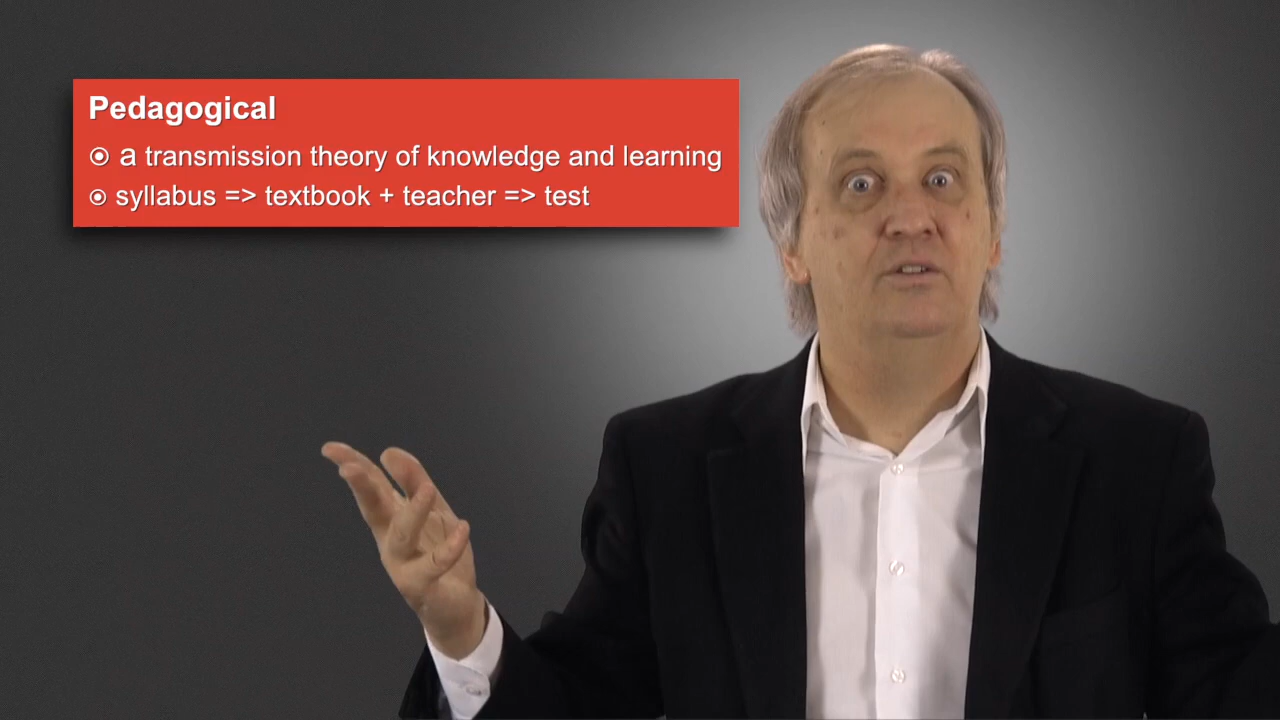 Pedagogical
⦿ a transmission theory of knowledge and learning
⦿ syllabus => textbook + teacher => test